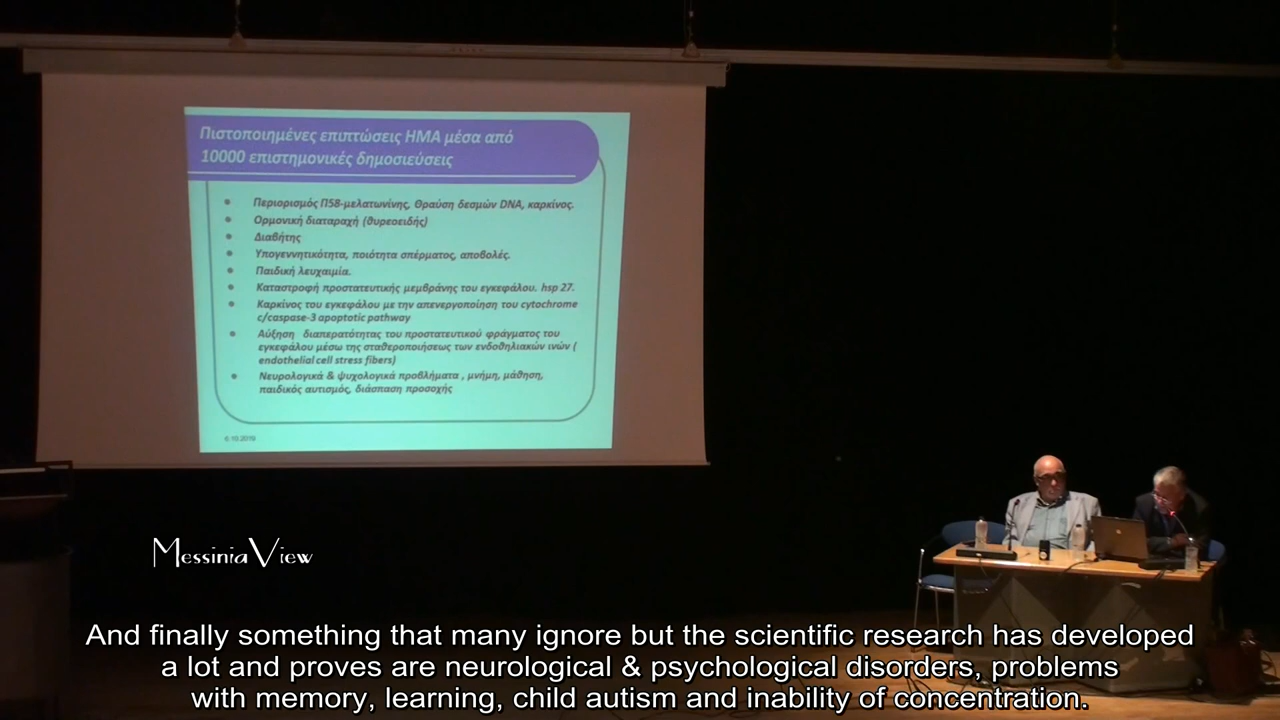 Πιστοποιημένες επιπτώσεις ΗΜΑ μέσα από
10000 επιστημονικές δημοσιεύσεις
Περιορισμός Π58-μελατωνίνης, Θραύση δεσμών DNA, καρκίνος.
Ορμονική διαταραχή (θυρεοειδής)
Διαβήτης
Υπογεννητικότητα, ποιότητα σπέρματος, αποβολές.
Παιδική λευχαιμία.
Καταστροφή προστατευτικής μεμβράνης του εγκεφάλου. hsp 27.
Καρκίνος του εγκεφάλου με την απενεργοποίηση του cytochrome
c/caspase-3 apoptotic pathway
Αύξηση διαπερατότητας του προστατευτικού φράγματος του
εγκεφάλου μέσω της σταθεροποιήσεως των ενδοθηλιακών ινών (
endothelial cell stress fibers)
Νευρολογικά & ψυχολογικά προβλήματα , μνήμη, μάθηση,
παιδικός αυτισμός, διάσπαση προσοχής
6.10.2019
MessiniaView
And finally something that many ignore but the scientific research has developed
a lot and proves are neurological & psychological disorders, problems
with memory, learning, child autism and inability of concentration.